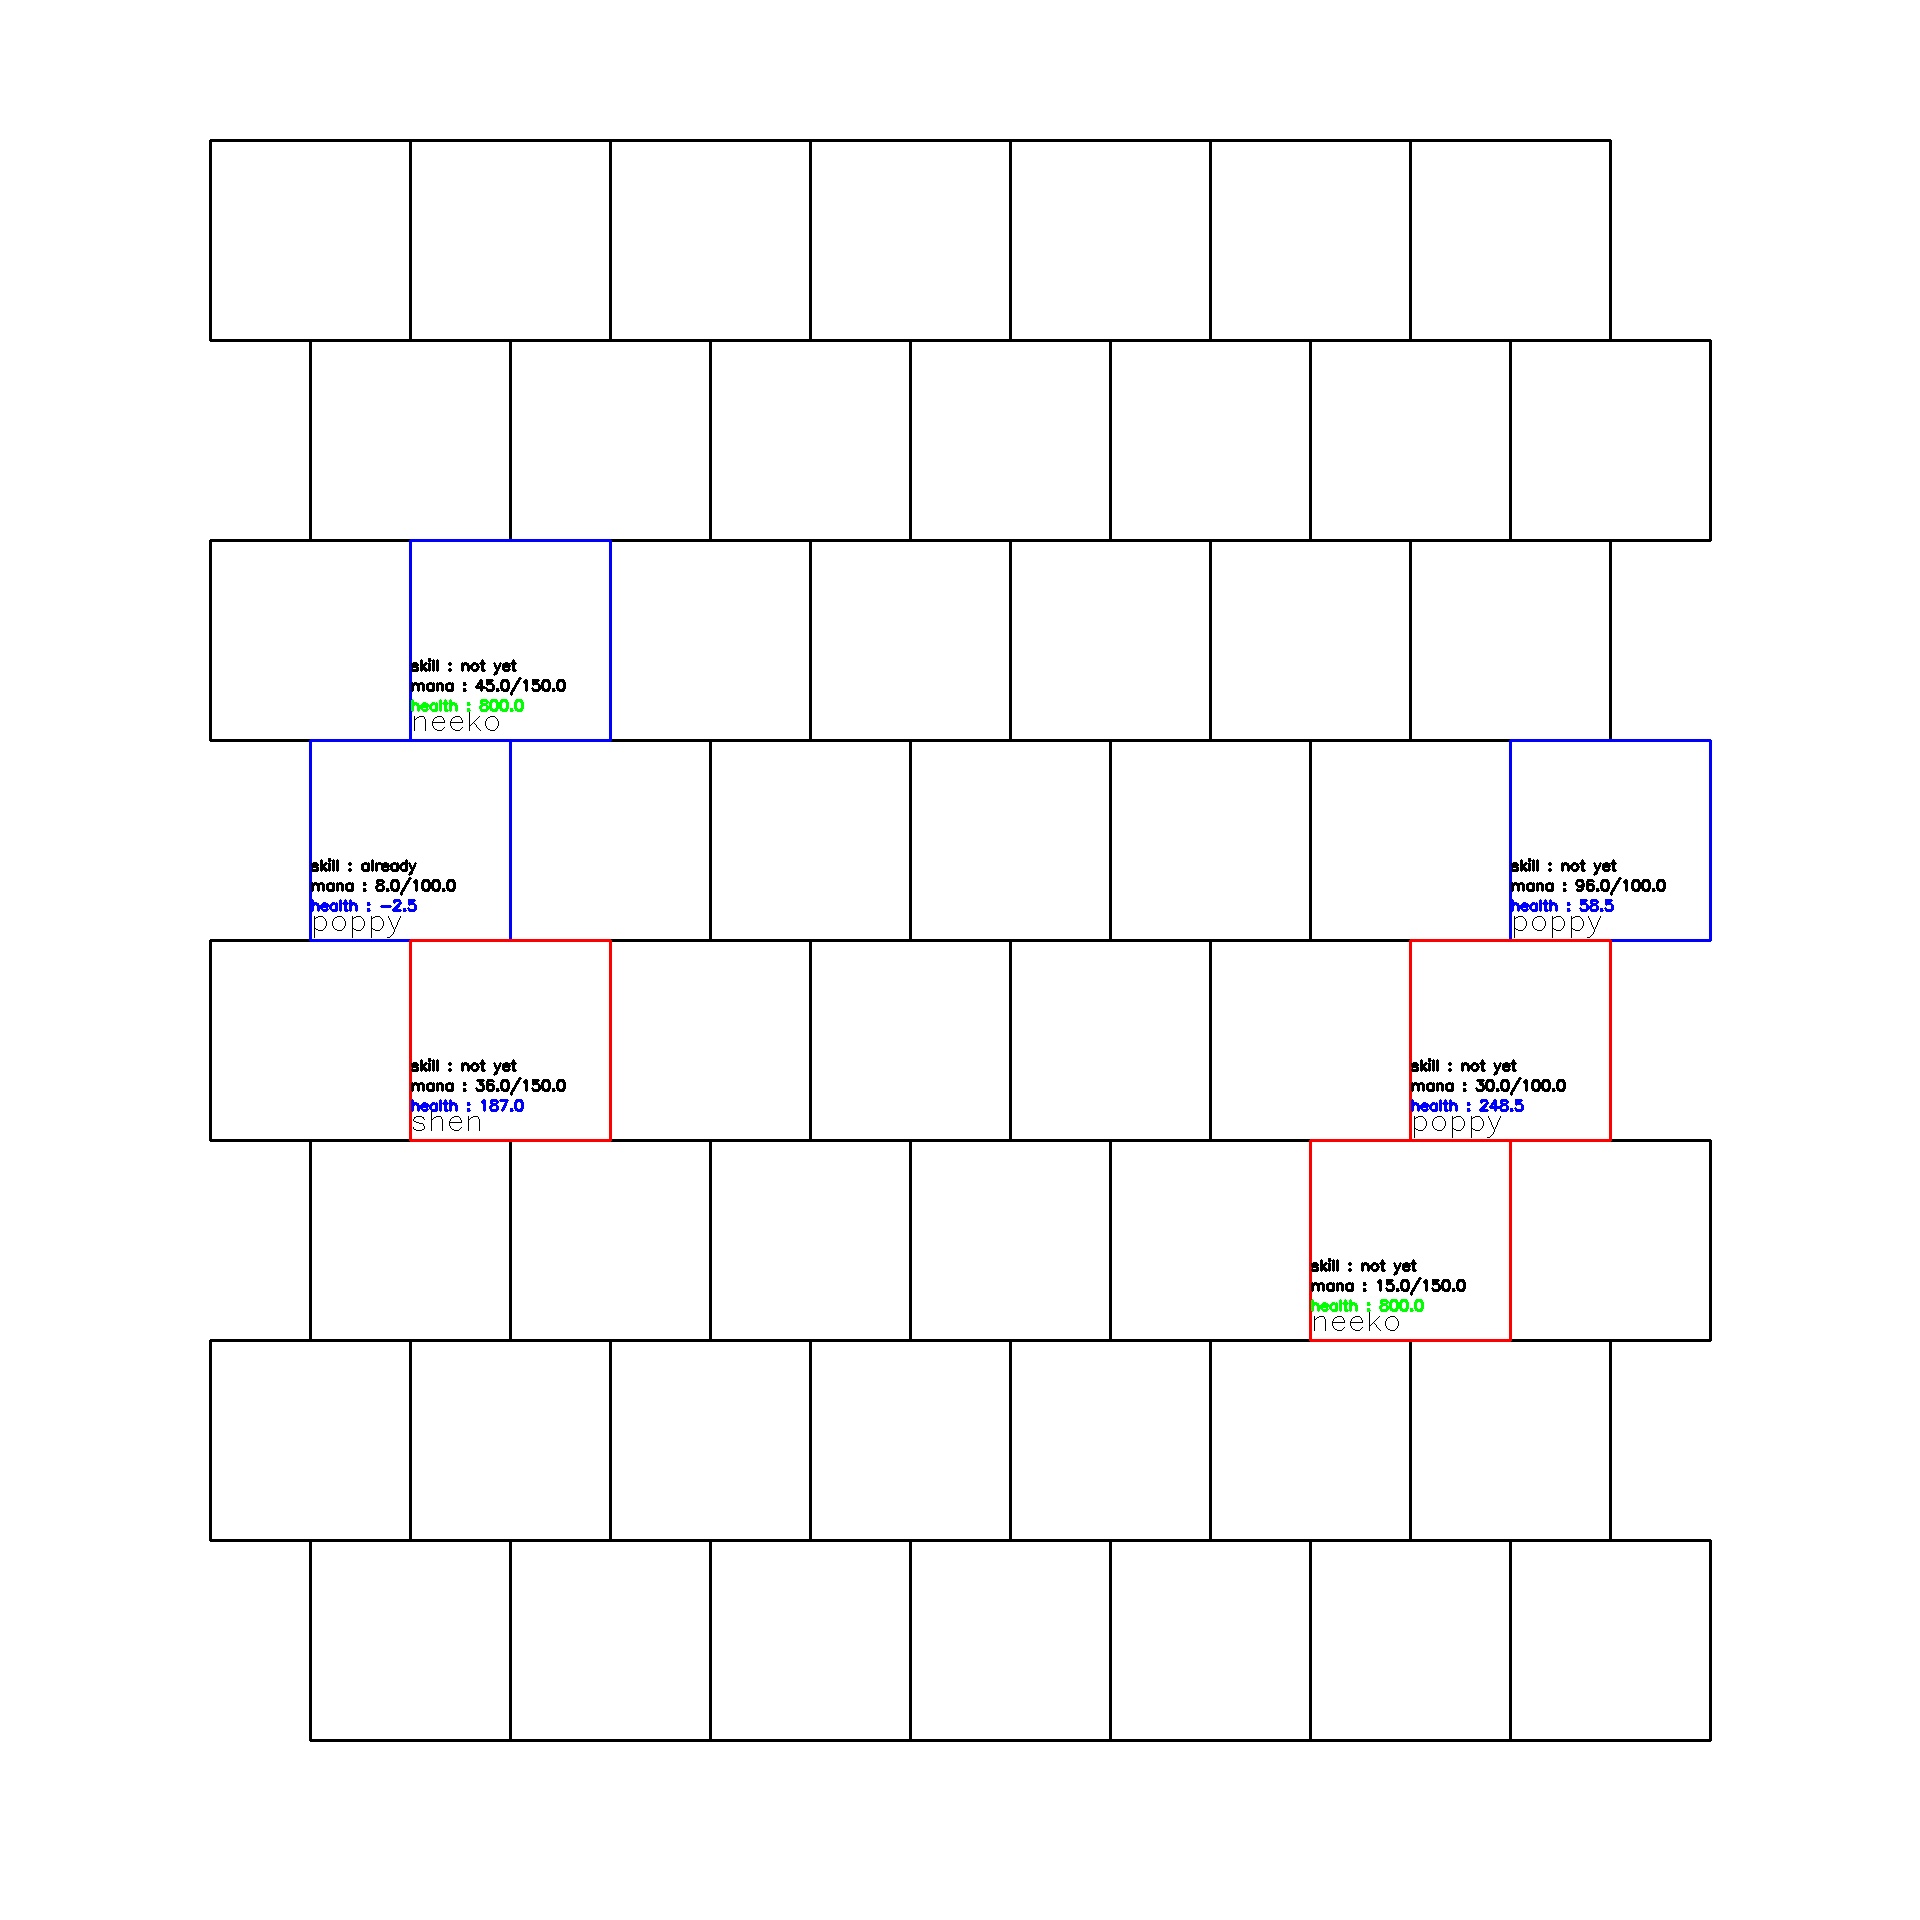 skill : not yet
mana : 45.0/150.0
health : 800.0
neeko
skill : already
mana : 8.0/100.0
health : -2.5
poppy
skill : not yet
mana : 96.0/100.0
health : 58.5
poppy
skill : not yet
mana : 36.0/150.0
health : 187.0
shen
skill : not yet
mana : 30.0/100.0
health : 248.5
poppy
skill : not yet
mana : 15.0/150.0
health : 800.0
neeko